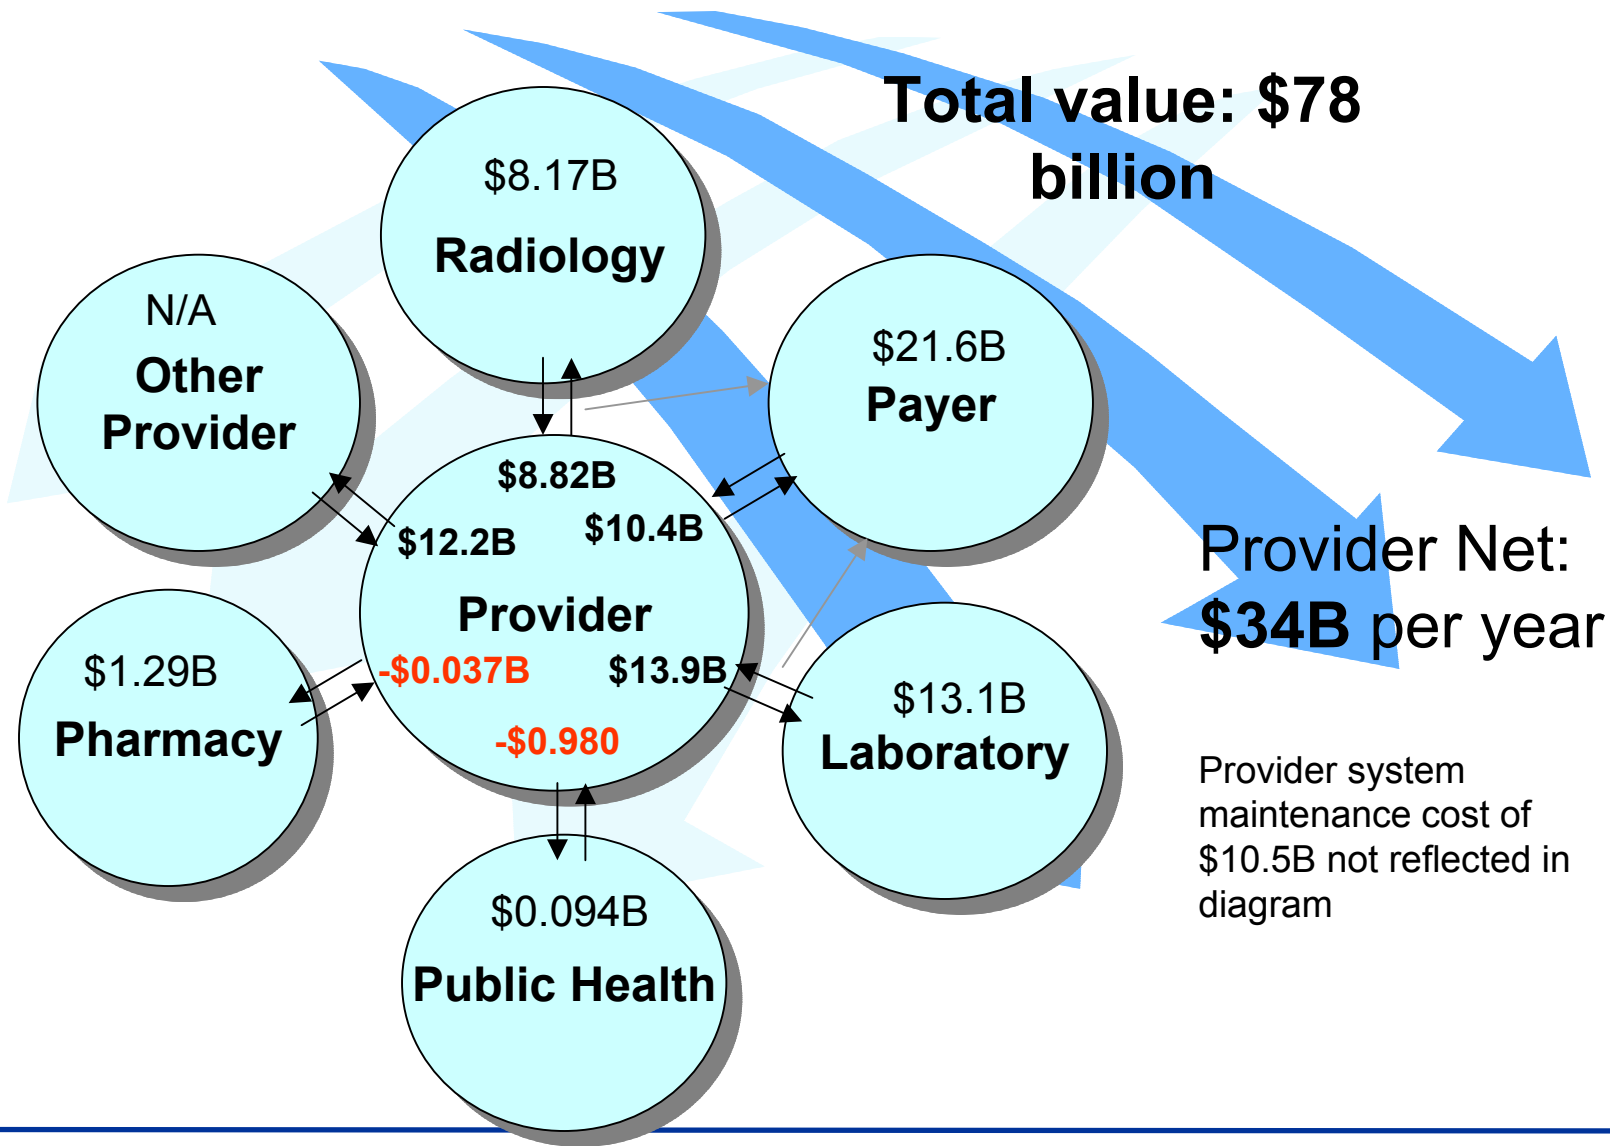 Total value: $78
billion
$8.17B
Radiology
N/A
Other
Provider
$21.6B
Payer
$8.82B
$10.4B
$12.2B
Provider
-$0.037B
$13.9B
-$0.980
Provider Net:
$34B per year
$1.29B
Pharmacy
$13.1B
Laboratory
Provider system
maintenance cost of
$10.5B not reflected in
diagram
$0.094B
Public Health